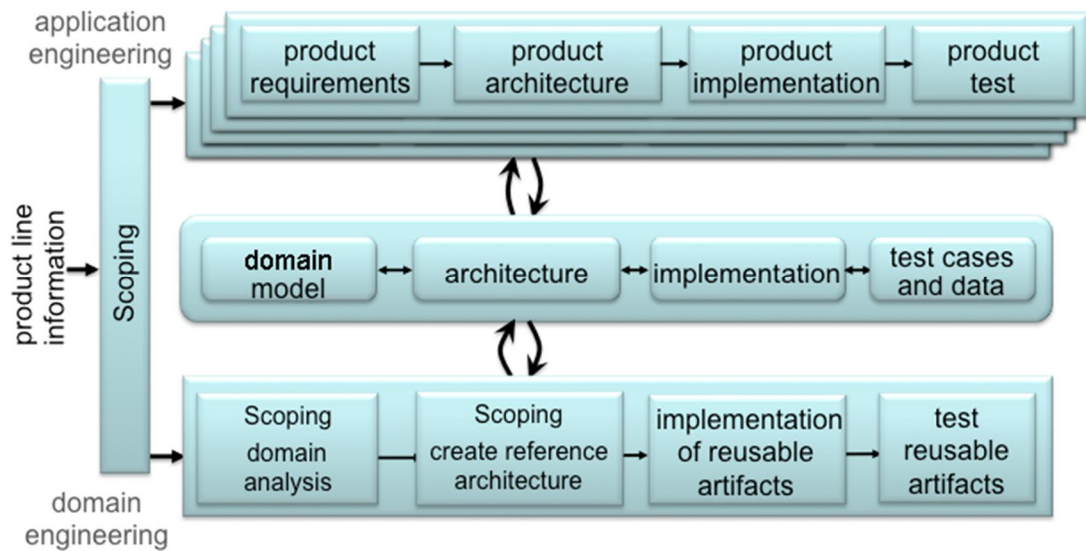 application
engineering
product
requirements
product
architecture
product
implementation
product
test
product line
information
Scoping
domain
model
architecture
implementation
test cases
and data
Scoping
domain
analysis
Scoping
create reference
architecture
implementation
of reusable
artifacts
test
reusable
artifacts
domain
engineering